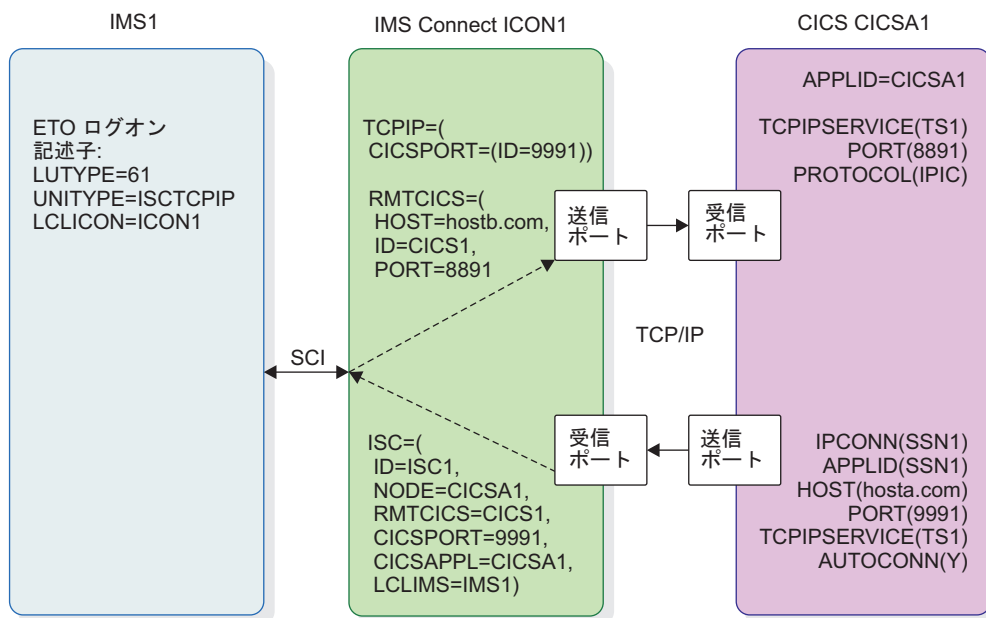 IMS1
IMS Connect ICON1
CICS CICSA1
ETO ログオン
記述子:
LUTYPE=61
UNITYPE=ISCTCPIP
LCLICON=ICON1
SCI
TCPIP=(
CICSPORT=(ID=9991))
RMTCICS=(
HOST=hostb.com,
ID=CICS1,
PORT=8891
送信
ポート
受信
ポート
TCP/IP
ISC=(
ID=ISC1,
NODE=CICSA1,
RMTCICS=CICS1,
CICSPORT=9991,
CICSAPPL=CICSA1,
LCLIMS=IMS1)
受信
ポート
送信
ポート
APPLID=CICSA1
TCPIPSERVICE(TS1)
PORT(8891)
PROTOCOL(IPIC)
IPCONN(SSN1)
APPLID(SSN1)
HOST(hosta.com)
PORT(9991)
TCPIPSERVICE(TS1)
AUTOCONN(Y)